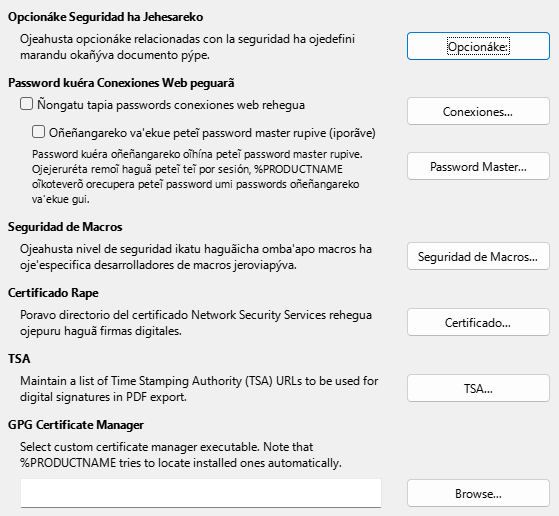 Opcionáke Seguridad ha Jehesareko
Ojeahusta opcionáke relacionadas con la seguridad ha ojedefini
marandu okañýva documento pýpe.
Opcionáke:
Password kuéra Conexiones Web peguarã
Ñongatu tapia passwords conexiones web rehegua
Conexiones...
Oñeñangareko va'ekue peteĩ password master rupive (iporãve)
Password kuéra oñeñangareko oĩhína peteĩ password master rupive.
Ojejeruréta remoĩ haguã peteĩ teĩ por sesión, %PRODUCTNAME
oĩkoteverõ orecupera peteĩ password umi passwords oñeñangareko
va'ekue gui.
Password Master...
Seguridad de Macros
Ojeahusta nivel de seguridad ikatu haguãicha omba'apo macros ha
oje'especifica desarrolladores de macros jeroviapýva.
Seguridad de Macros...
Certificado Rape
Poravo directorio del certificado Network Security Services rehegua
ojepuru haguã firmas digitales.
Certificado...
TSA
Maintain a list of Time Stamping Authority (TSA) URLs to be used for
digital signatures in PDF export.
TSA...
GPG Certificate Manager
Select custom certificate manager executable. Note that
%PRODUCTNAME tries to locate installed ones automatically.
Browse...